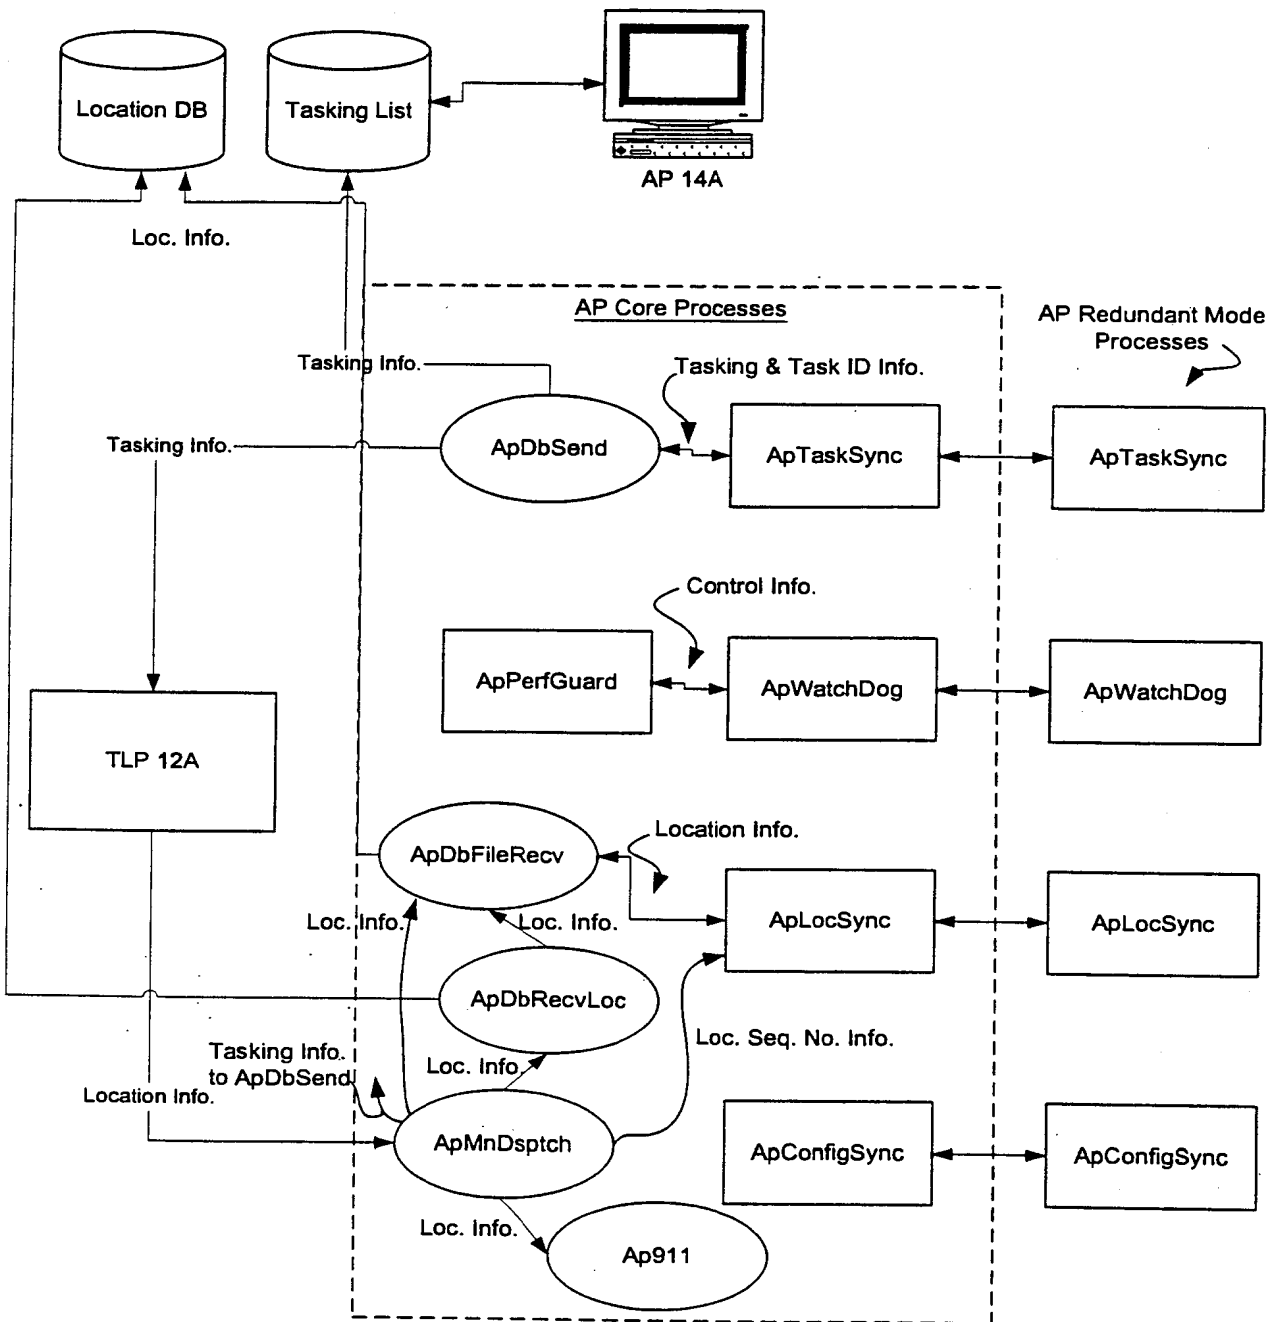 Location DB
Tasking List
AP 14A
Loc. Info.
AP Core Processes
AP Redundant Mode
Processes
Tasking Info.
Tasking & Task ID Info.
Tasking Info.
ApDbSend
ApTaskSync
ApTaskSync
Control Info.
ApPerfGuard
ApWatchDog
ApWatchDog
TLP 12A
Location Info.
ApDbFileRecv
Loc. Info.
Loc. Info.
ApLocSync
ApLocSync
ApDbRecvLoc
Loc. Seq. No. Info.
Tasking Info.
to ApDbSend
Loc. Info.
Location Info.
ApMnDsptch
ApConfigSync
ApConfigSync
Loc. Info.
Ap911